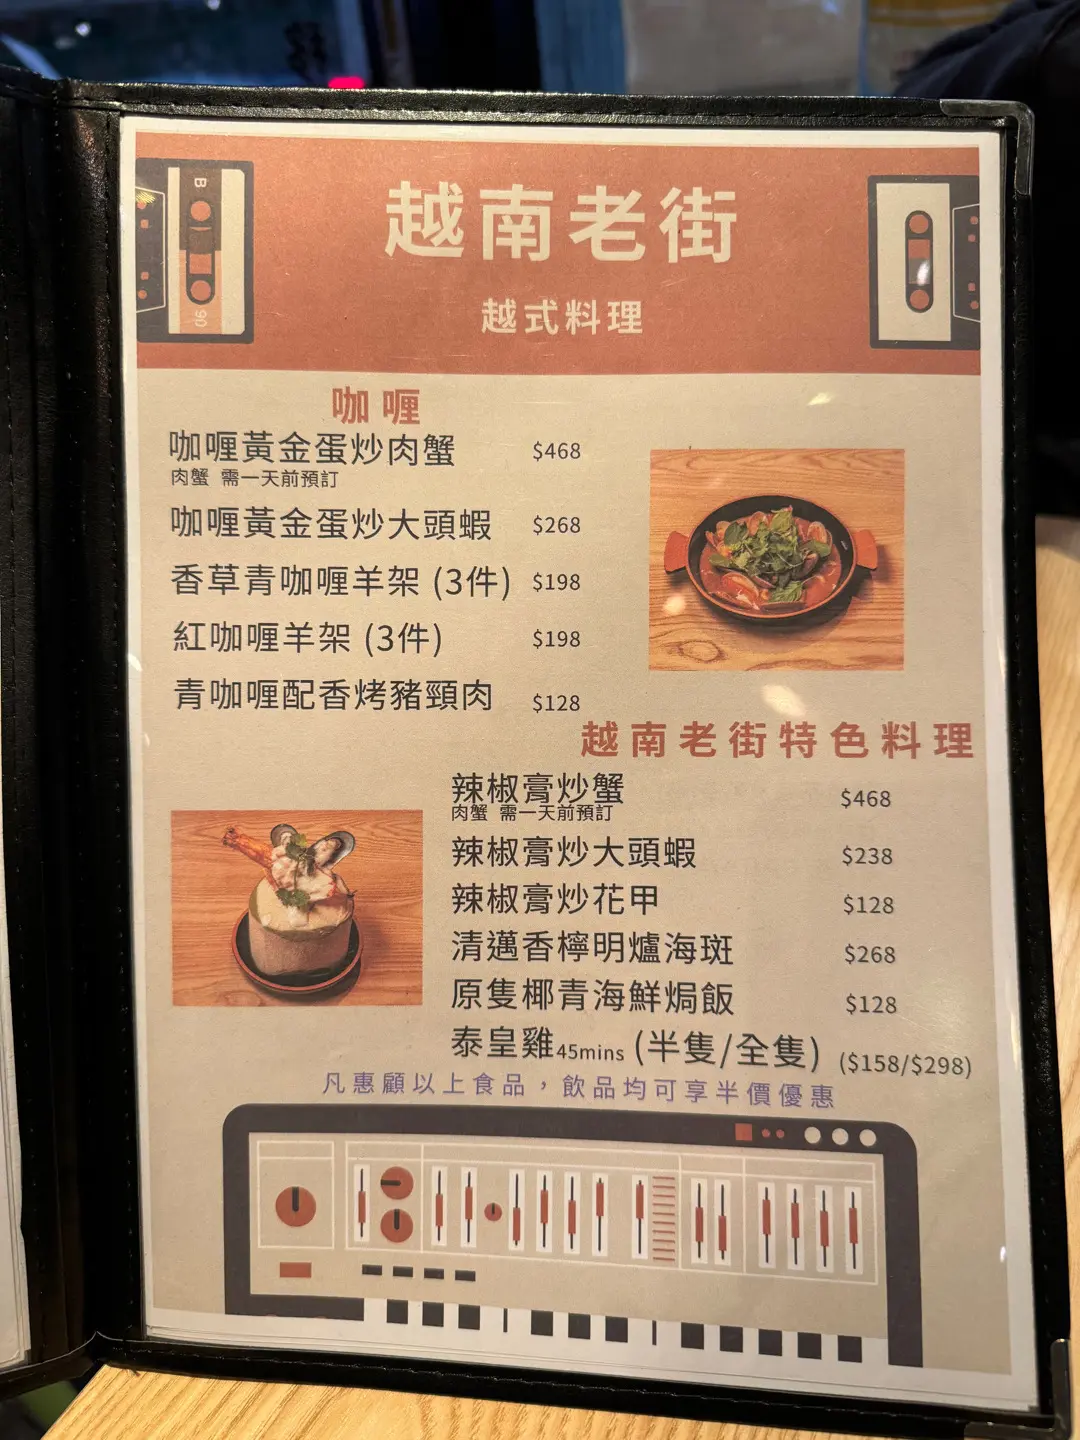 B
90
越南老街
越式料理
咖喱
咖喱黃金蛋炒肉蟹 $468
肉蟹 需一天前預訂
咖喱黃金蛋炒大頭蝦 $268
香草青咖喱羊架 (3件) $198
紅咖喱羊架 (3件) $198
青咖喱配香烤豬頸肉 $128
越南老街特色料理
辣椒膏炒蟹 $468
肉蟹 需一天前預訂
辣椒膏炒大頭蝦 $238
辣椒膏炒花甲 $128
清邁香檸明爐海斑 $268
原隻椰青海鮮焗飯 $128
泰皇雞45mins (半隻/全隻) ($158/$298)
凡惠顧以上食品，飲品均可享半價優惠